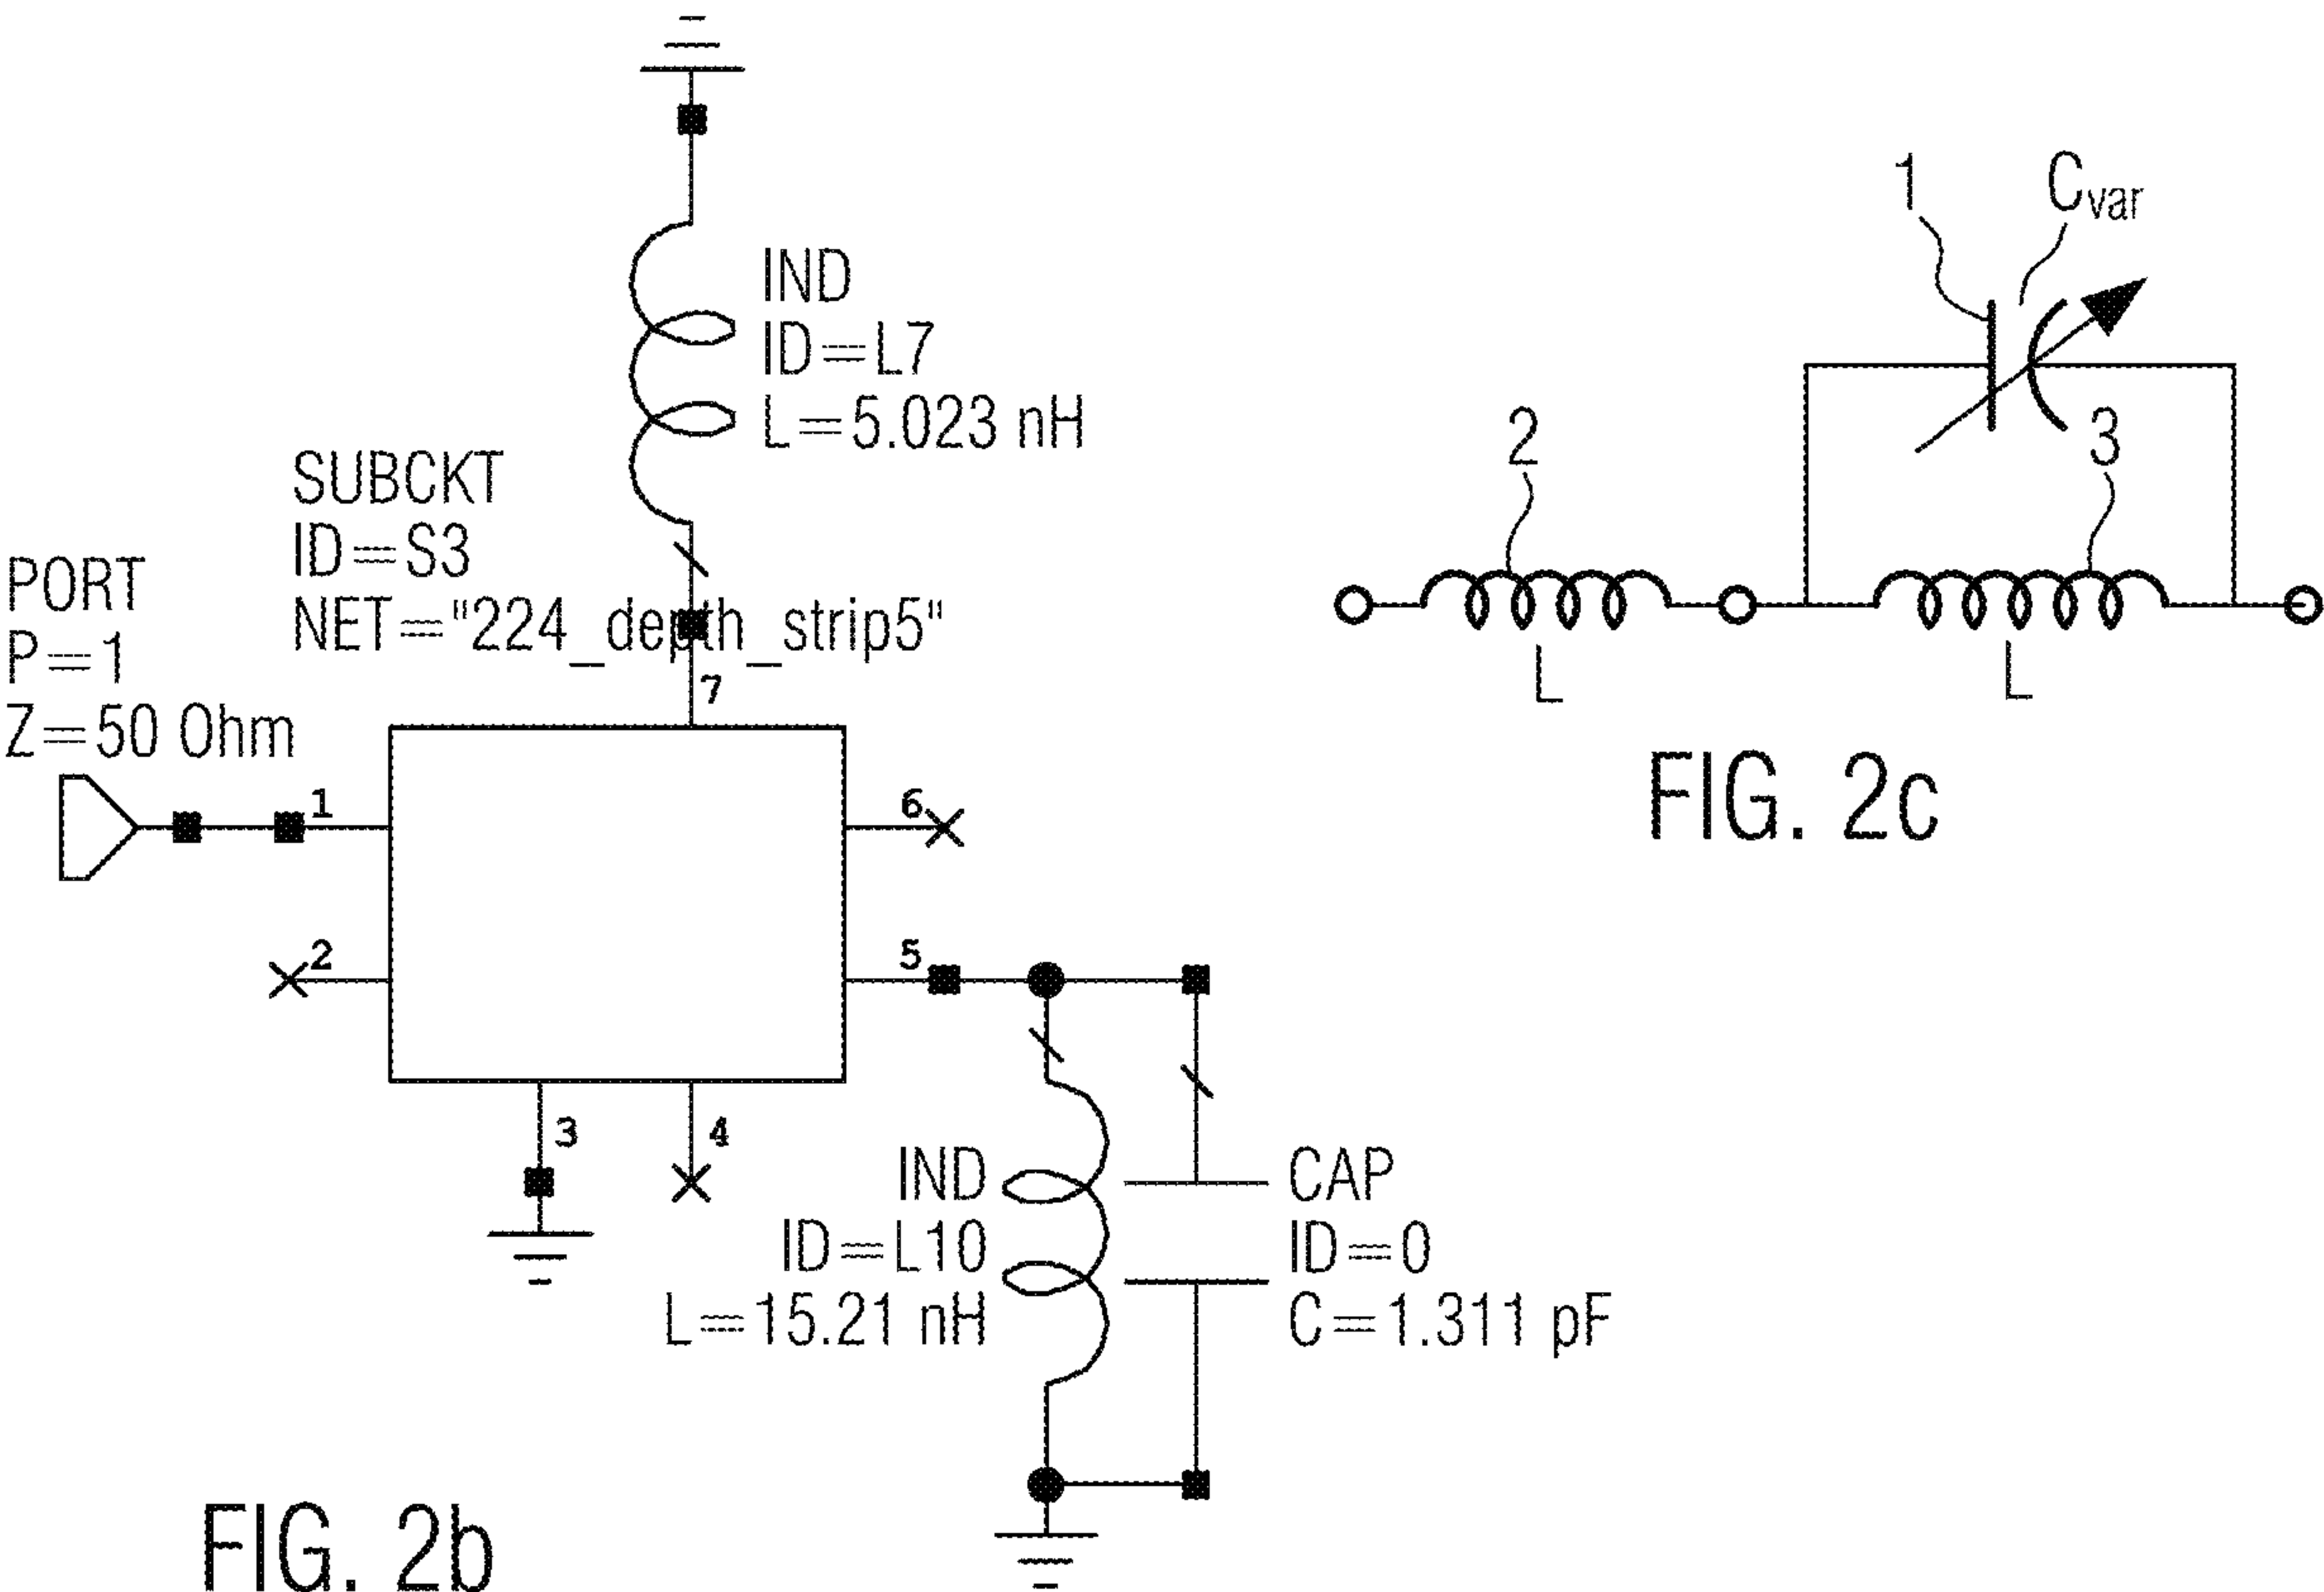 IND
ID=L7
L=5.023 nH
SUBCKT
ID=S3
NET="224_depth_strip5"
PORT
P=1
Z=50 Ohm
7
1
6
2
5
3
4
IND
ID=L10
L=15.21 nH
CAP
ID=0
C=1.311 pF
FIG. 2b
1
Cvar
2
3
L
L
FIG. 2c